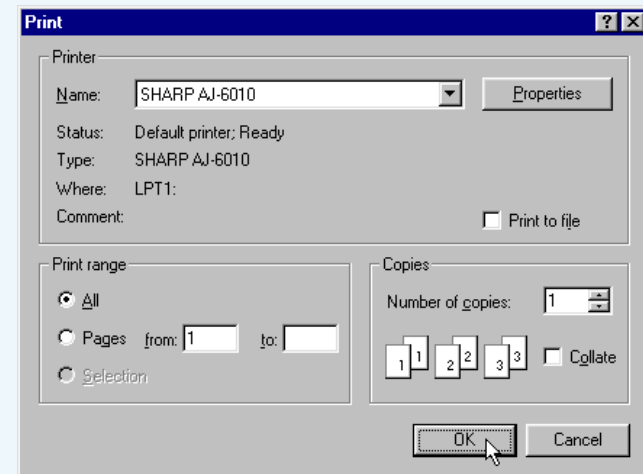 Print
Printer
Name: SHARP AJ-6010 Properties
Status: Default printer; Ready
Type: SHARP AJ-6010
Where: LPT1:
Comment: Print to file
Print range
All
Pages from: 1 to:
Selection
Copies
Number of copies: 1
1 1 2 2 3 3 Collate
OK Cancel